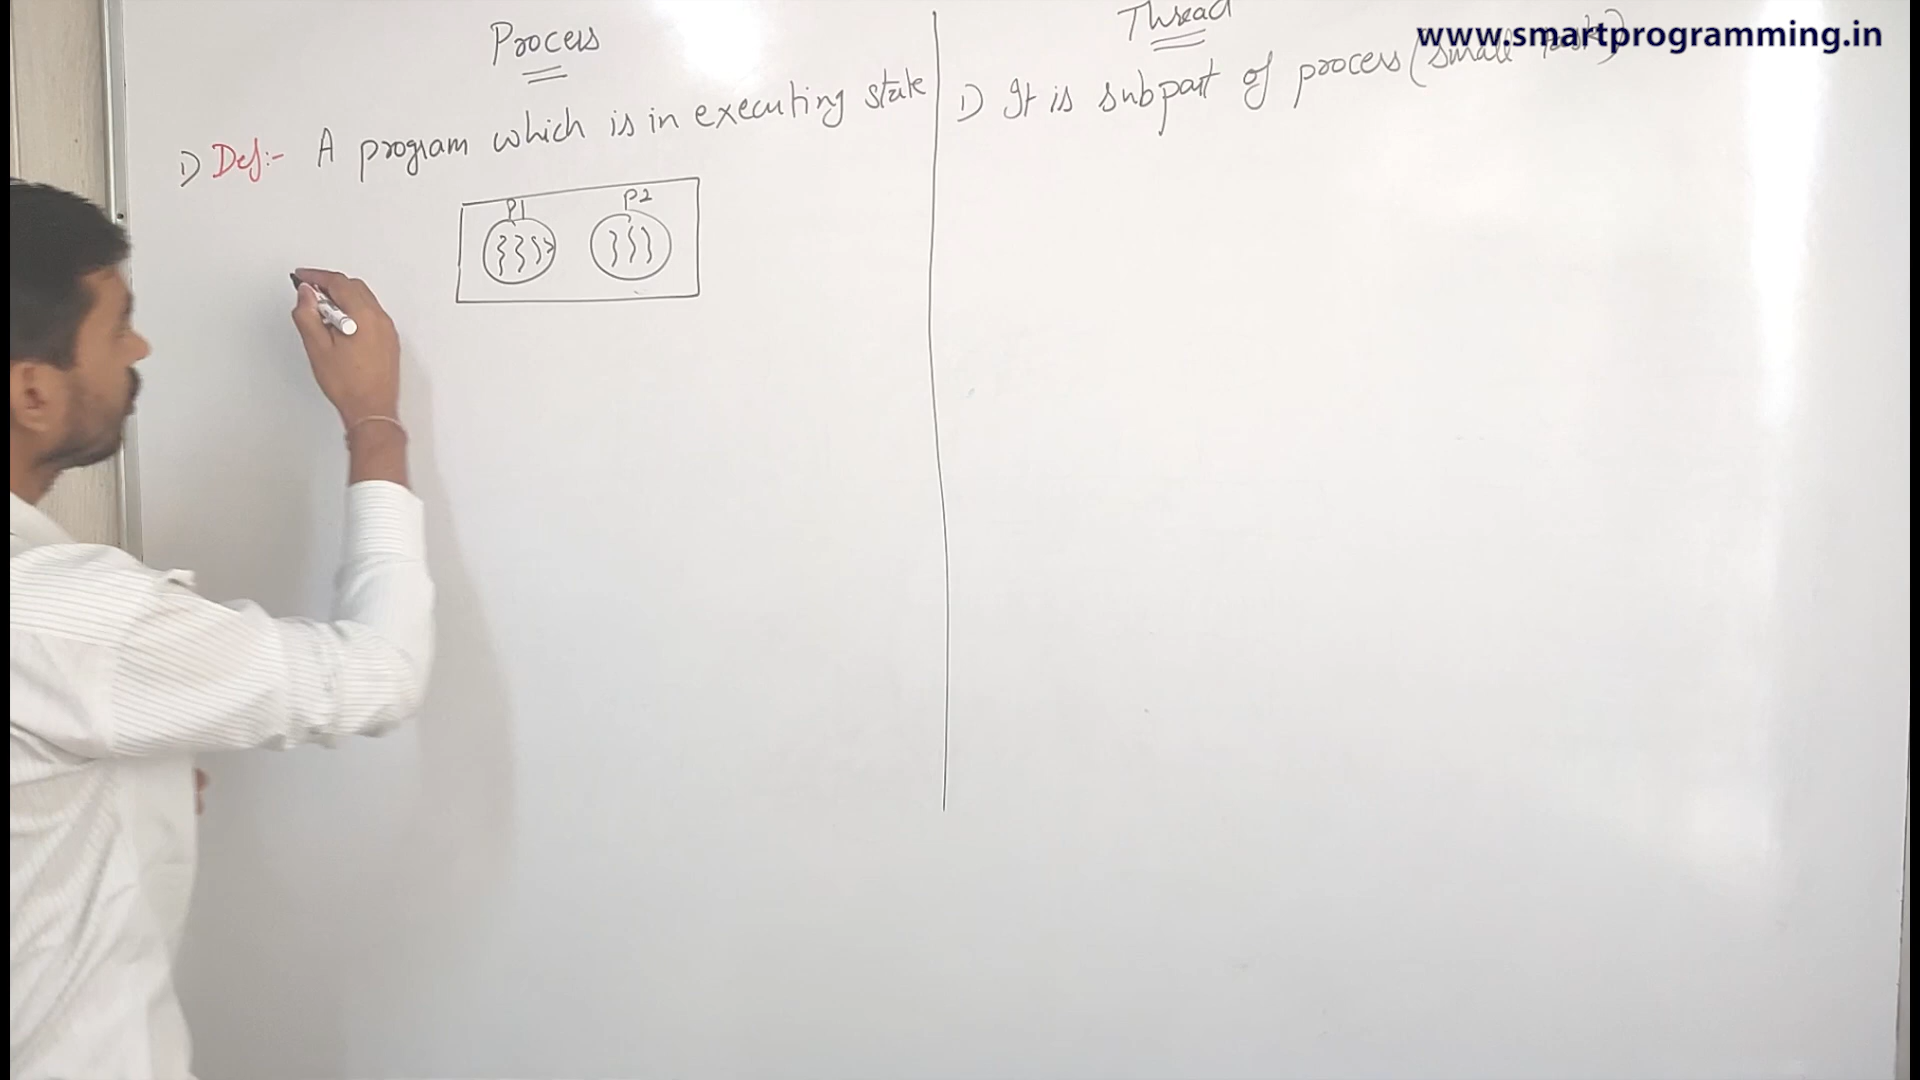 Process
1) Def:- A program which is in executing state
P1 P2
Thread
1) It is subpart of process (small task)
www.smartprogramming.in